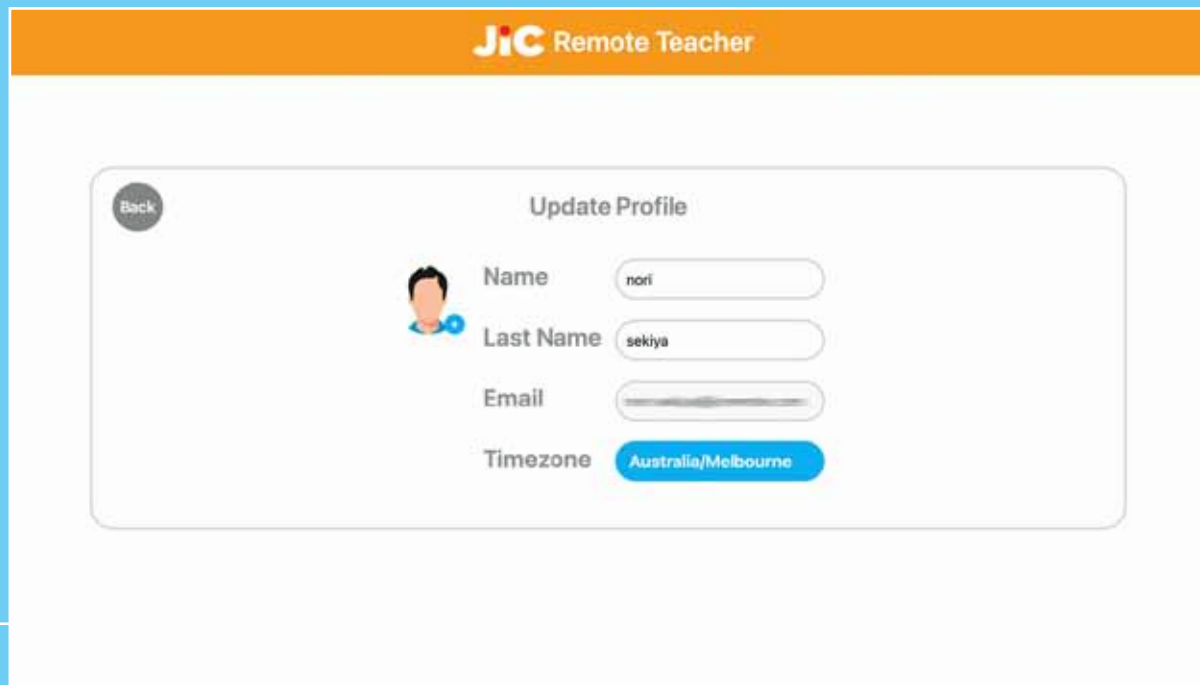 JiC Remote Teacher
Back
Update Profile
Name nori
Last Name sekiya
Email
Timezone Australia/Melbourne